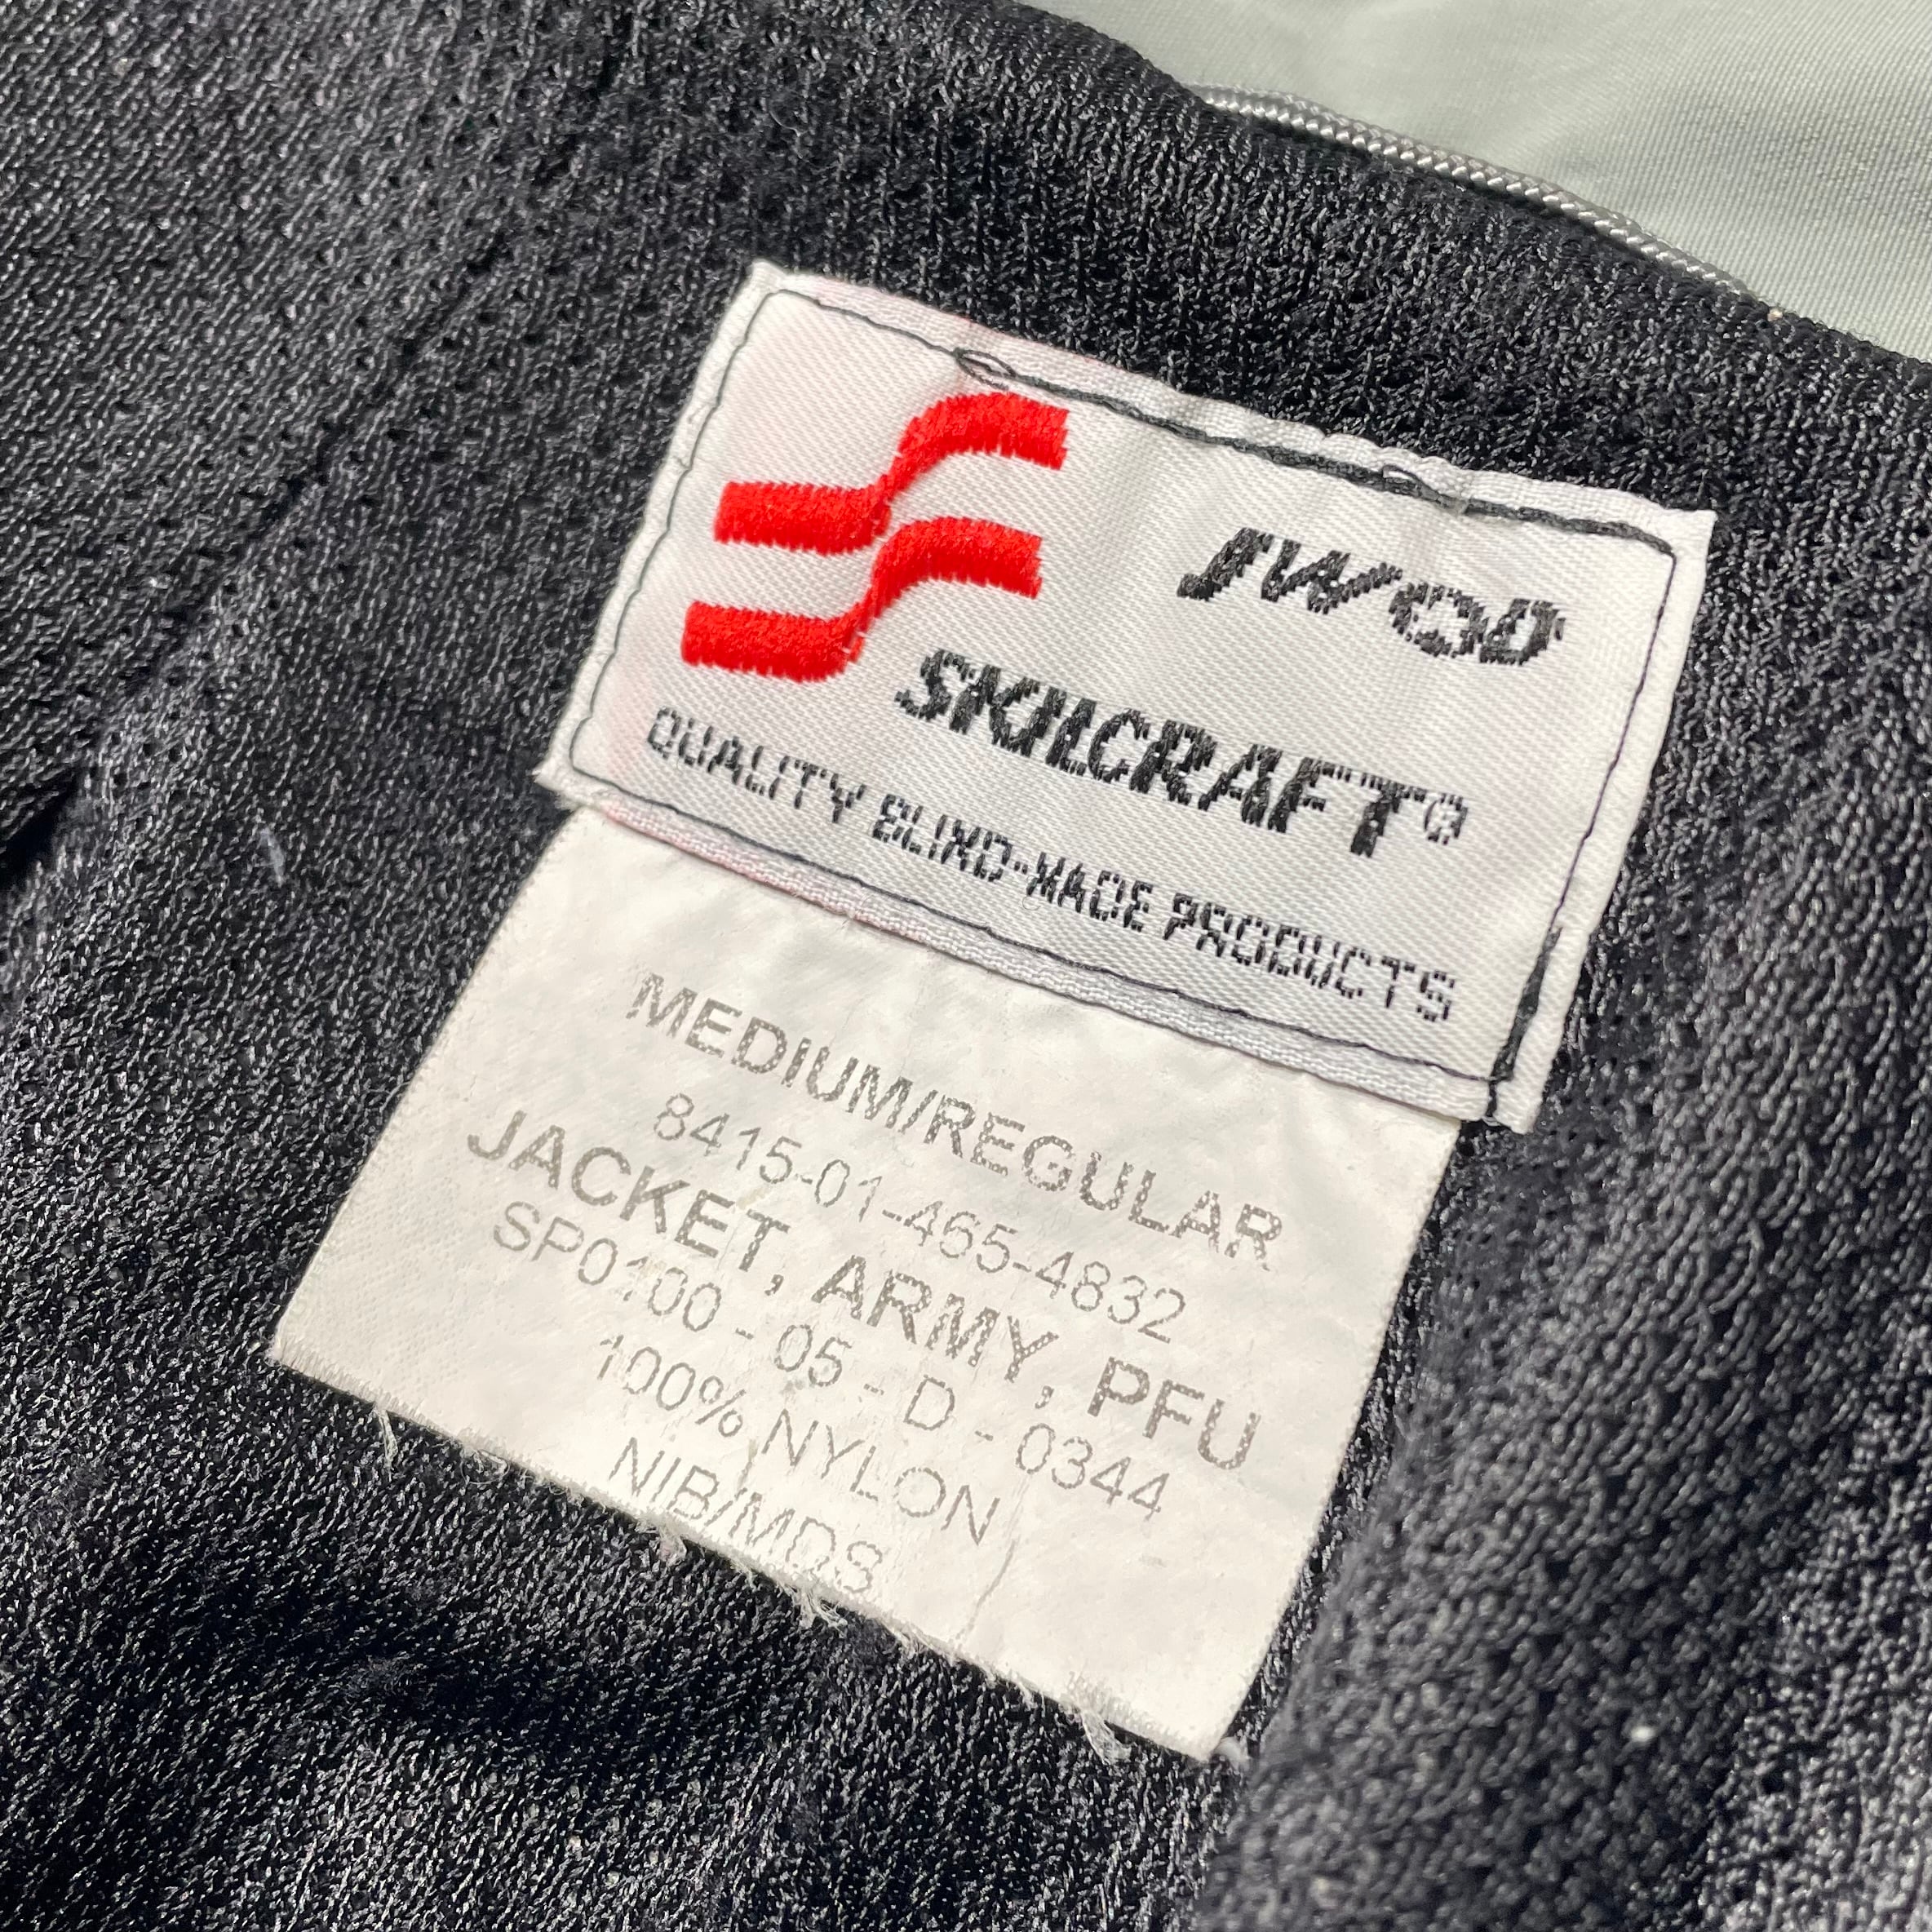 JWOD
SKILCRAFT®
QUALITY BLIND-MADE PRODUCTS
MEDIUM/REGULAR
8415-01-465-4832
JACKET, ARMY, PFU
SP0100 - 05 - D - 0344
100% NYLON
NIB/MDS